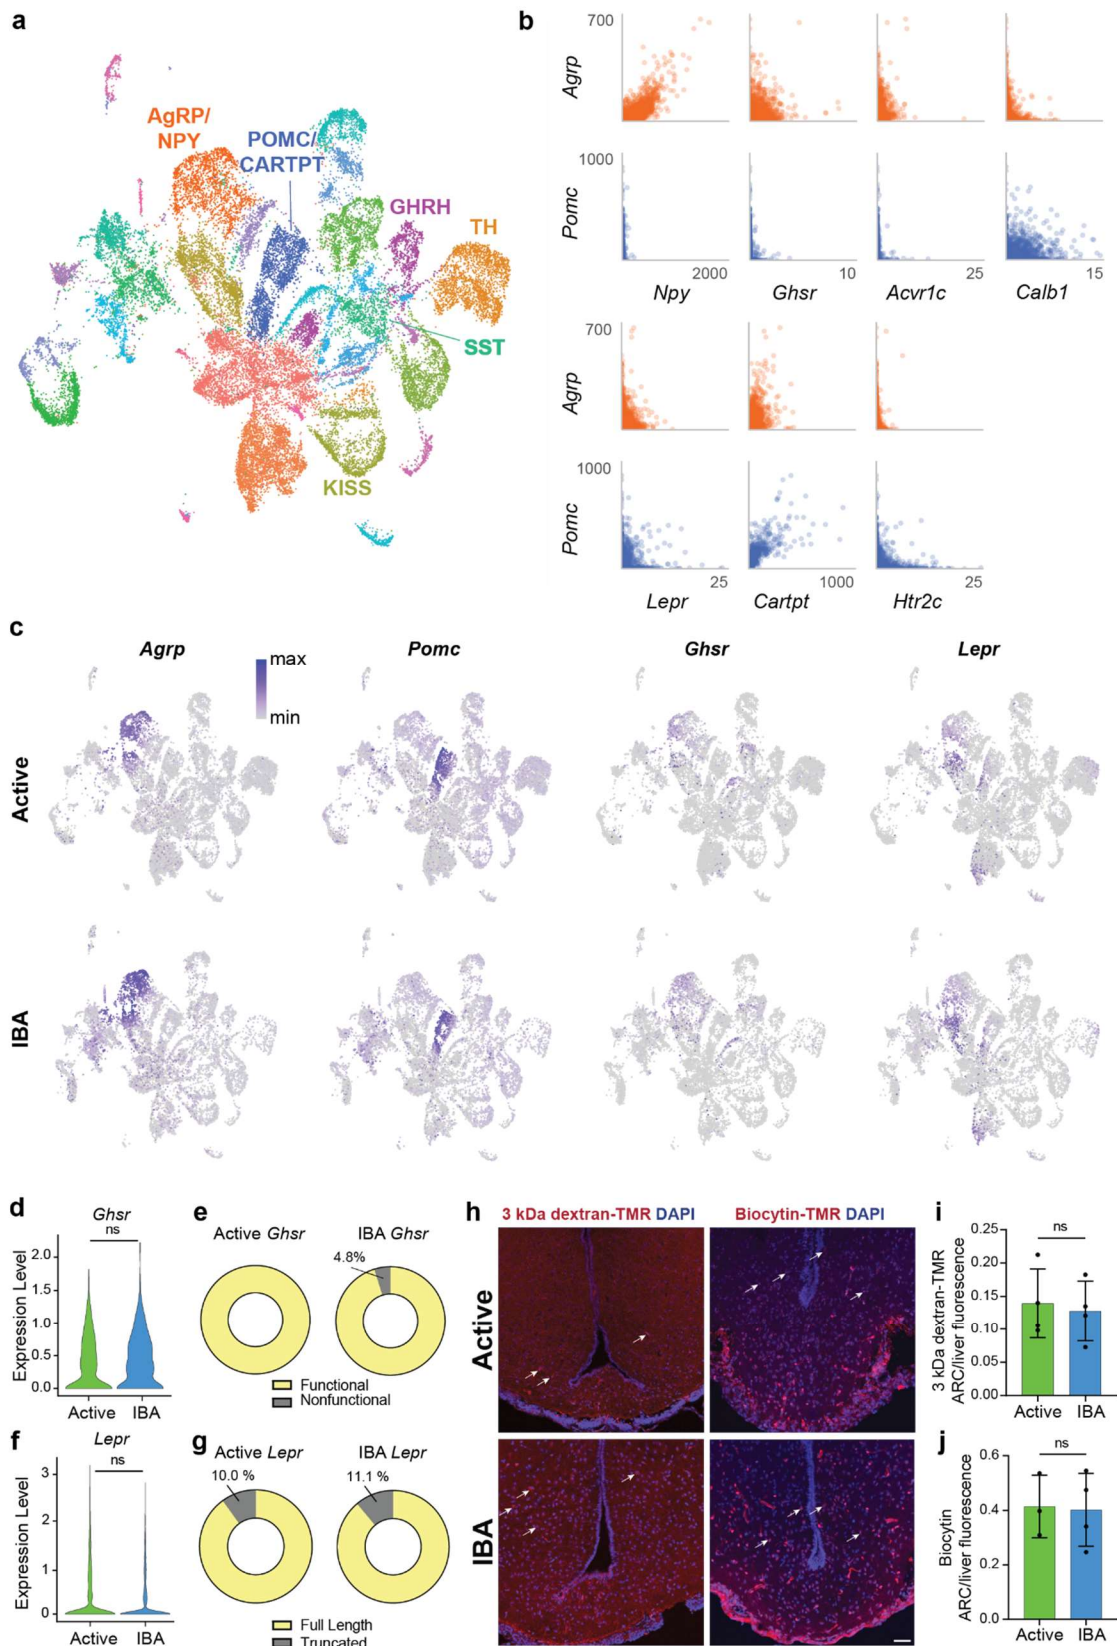 a
AgRP/
NPY
POMC/
CARTPT
GHRH
TH
SST
KISS
b
700
Agrp
1000
Pomc
2000
10
25
15
Npy
Ghsr
Acvr1c
Calb1
700
Agrp
1000
Pomc
25
1000
25
Lepr
Cartpt
Htr2c
c
Agrp
Pomc
Ghsr
Lepr
max
min
Active
IBA
d
Ghsr
ns
Expression Level
2.0
1.5
1.0
0.5
0.0
Active
IBA
e
Active Ghsr
IBA Ghsr
4.8%
Functional
Nonfunctional
f
Lepr
ns
Expression Level
3
2
1
0
Active
IBA
g
Active Lepr
IBA Lepr
10.0 %
11.1 %
Full Length
Truncated
h
3 kDa dextran-TMR DAPI
Biocytin-TMR DAPI
Active
IBA
i
3 kDa dextran-TMR
ARC/liver fluorescence
0.25
0.20
0.15
0.10
0.05
0.00
ns
Active
IBA
j
Biocytin
ARC/liver fluorescence
0.6
0.4
0.2
0.0
ns
Active
IBA